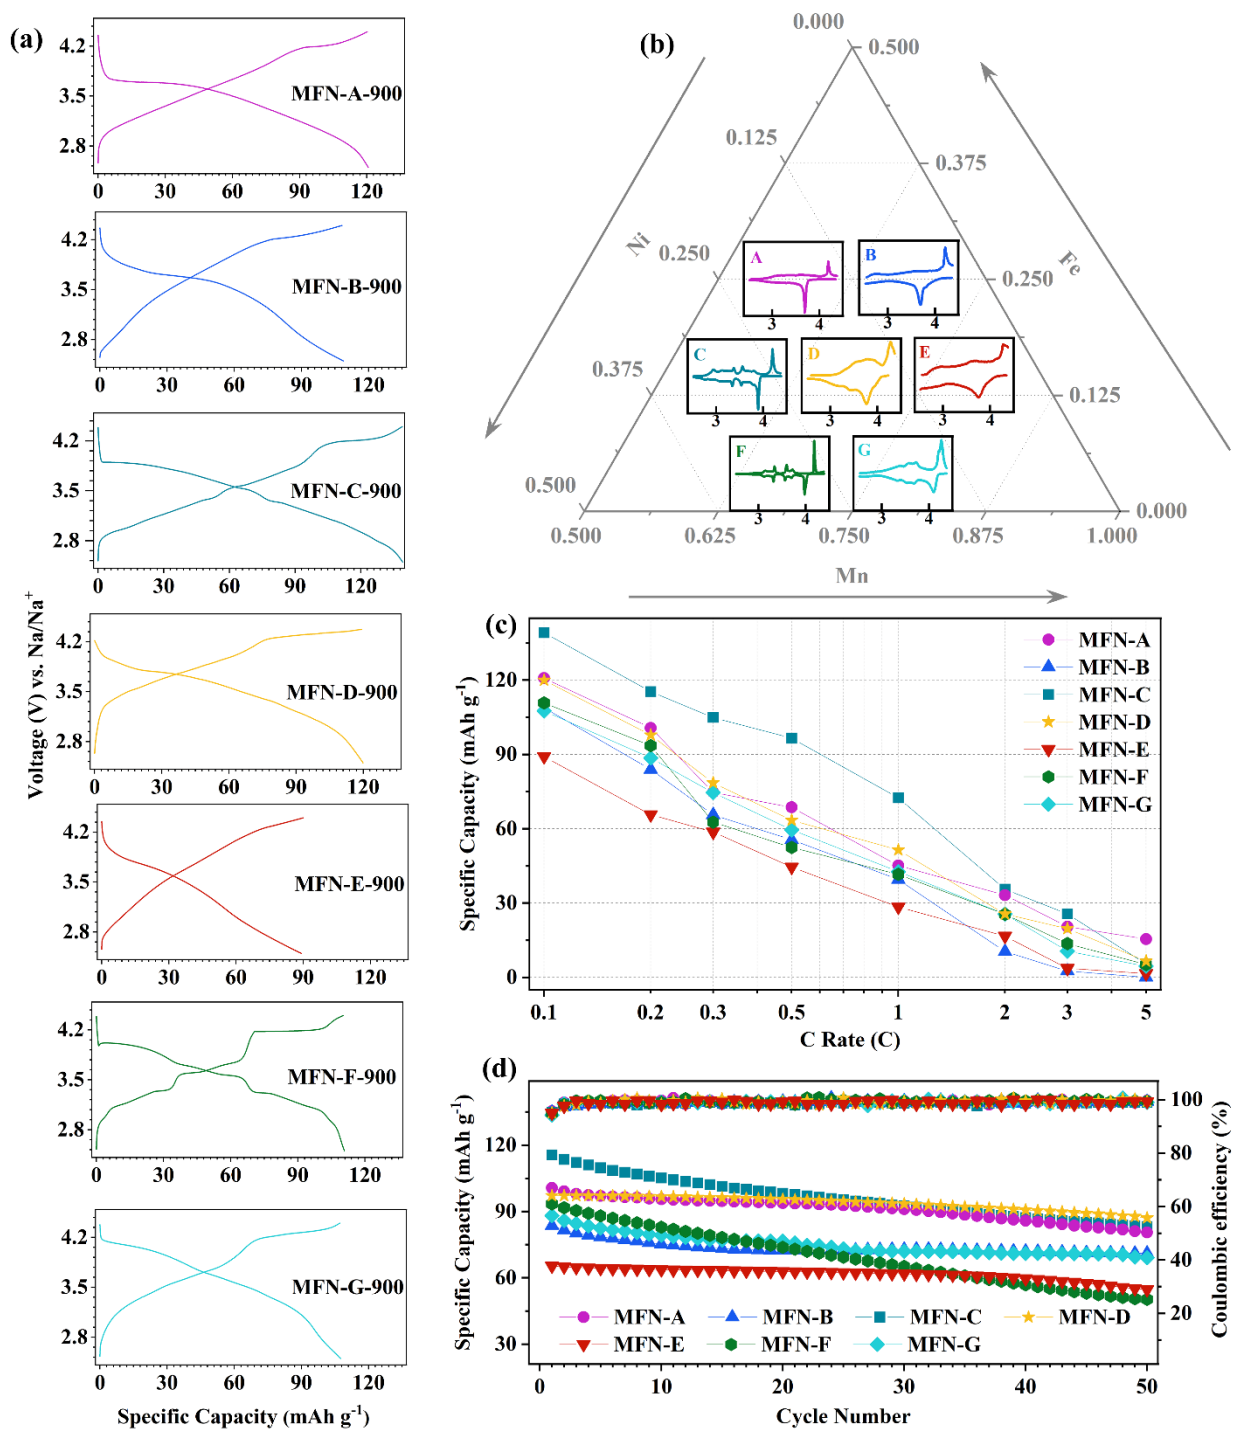 (a)
4.2
3.5
2.8
MFN-A-900
0 30 60 90 120
4.2
3.5
2.8
MFN-B-900
0 30 60 90 120
4.2
3.5
2.8
MFN-C-900
0 30 60 90 120
4.2
3.5
2.8
MFN-D-900
0 30 60 90 120
4.2
3.5
2.8
MFN-E-900
0 30 60 90 120
4.2
3.5
2.8
MFN-F-900
0 30 60 90 120
4.2
3.5
2.8
MFN-G-900
0 30 60 90 120
Voltage (V) vs. Na/Na⁺
Specific Capacity (mAh g⁻¹)
(b)
0.000
0.125
0.250
0.375
0.500
Ni
0.500
0.375
0.250
0.125
0.000
Fe
0.500 0.625 0.750 0.875 1.000
Mn
A
3 4
B
3 4
C
3 4
D
3 4
E
3 4
F
3 4
G
3 4
(c)
Specific Capacity (mAh g⁻¹)
120
90
60
30
0
MFN-A
MFN-B
MFN-C
MFN-D
MFN-E
MFN-F
MFN-G
0.1 0.2 0.3 0.5 1 2 3 5
C Rate (C)
(d)
Specific Capacity (mAh g⁻¹)
120
90
60
30
100
80
60
40
20
Coulombic efficiency (%)
MFN-A MFN-B MFN-C MFN-D
MFN-E MFN-F MFN-G
0 10 20 30 40 50
Cycle Number